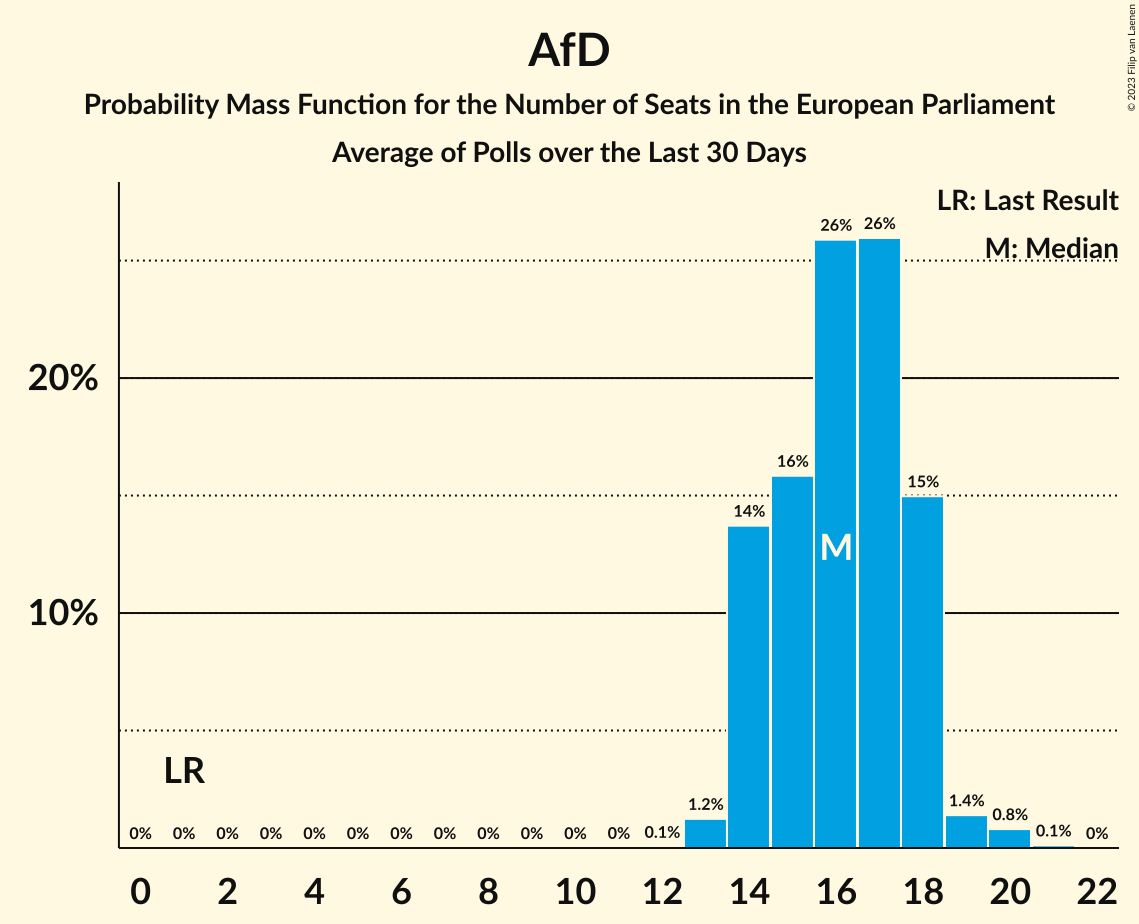 AfD
Probability Mass Function for the Number of Seats in the European Parliament
Average of Polls over the Last 30 Days
© 2023 Filip van Laenen
LR: Last Result
M: Median
26% 26%
20%
16%
15%
14%
M
10%
LR
1.2%
1.4%
0.8%
0% 0% 0% 0% 0% 0% 0% 0% 0% 0% 0% 0% 0.1% 0.1% 0%
0 2 4 6 8 10 12 14 16 18 20 22